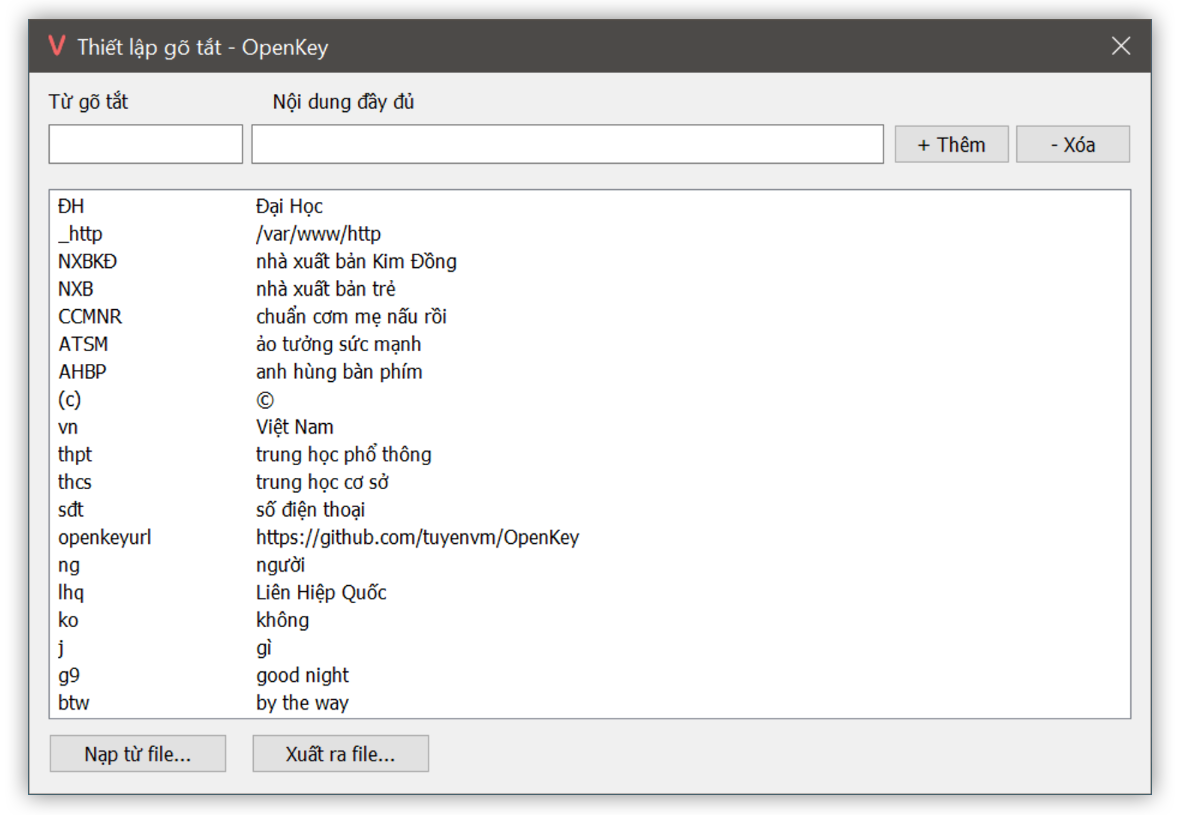 Thiết lập gõ tắt - OpenKey
Từ gõ tắt Nội dung đầy đủ
+ Thêm - Xóa
ĐH Đại Học
_http /var/www/http
NXBKĐ nhà xuất bản Kim Đồng
NXB nhà xuất bản trẻ
CCMNR chuẩn cơm mẹ nấu rồi
ATSM ảo tưởng sức mạnh
AHBP anh hùng bàn phím
(c) ©
vn Việt Nam
thpt trung học phổ thông
thcs trung học cơ sở
sđt số điện thoại
openkeyurl https://github.com/tuyenvm/OpenKey
ng người
lhq Liên Hiệp Quốc
ko không
j gì
g9 good night
btw by the way
Nạp từ file... Xuất ra file...